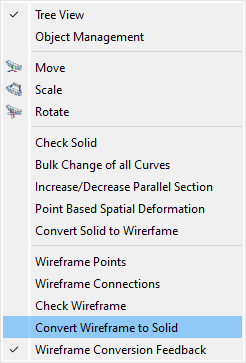 Tree View
Object Management
Move
Scale
Rotate
Check Solid
Bulk Change of all Curves
Increase/Decrease Parallel Section
Point Based Spatial Deformation
Convert Solid to Wirerfame
Wireframe Points
Wireframe Connections
Check Wireframe
Convert Wireframe to Solid
Wireframe Conversion Feedback